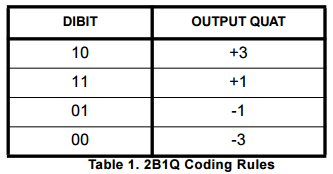 DIBIT OUTPUT QUAT
10 +3
11 +1
01 -1
00 -3
Table 1. 2B1Q Coding Rules